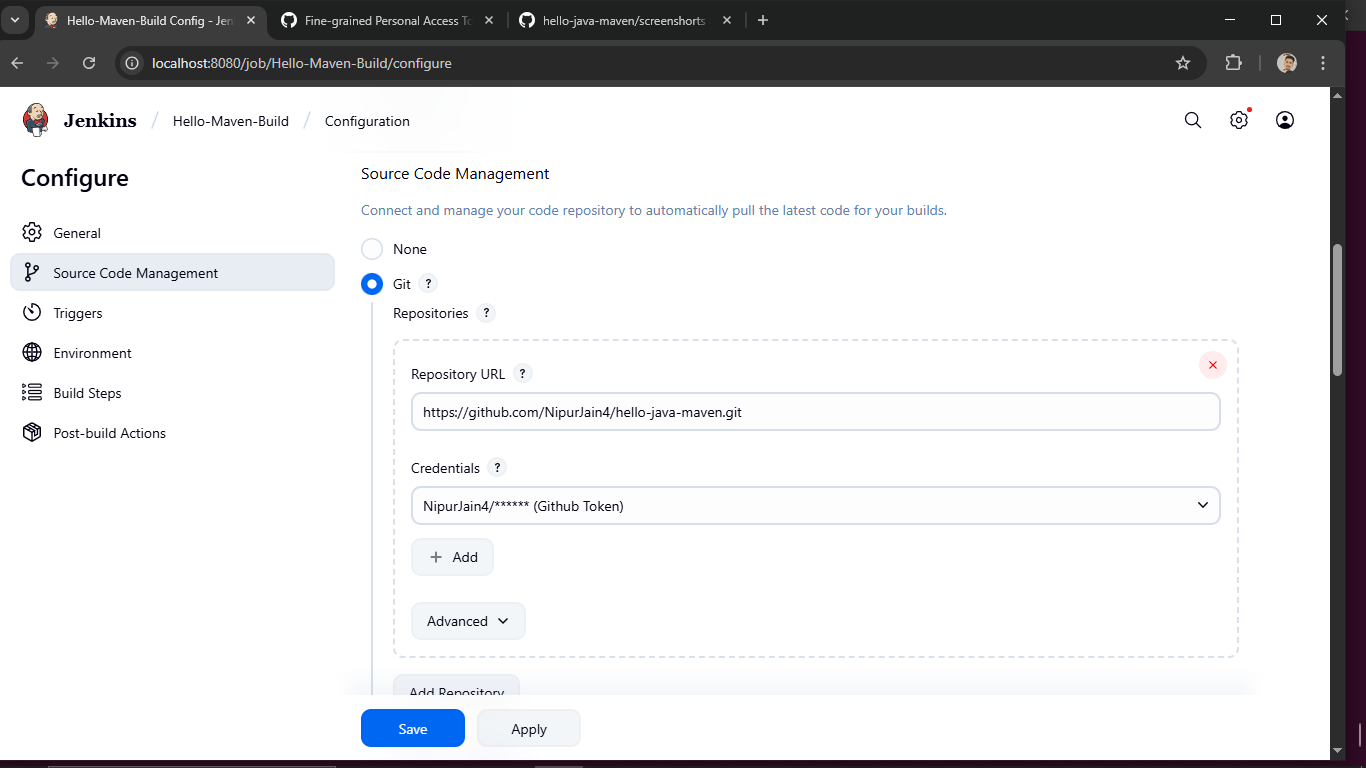 Hello-Maven-Build Config - Jen
Fine-grained Personal Access To
hello-java-maven/screenshorts
localhost:8080/job/Hello-Maven-Build/configure
Jenkins / Hello-Maven-Build / Configuration
Configure
General
Source Code Management
Triggers
Environment
Build Steps
Post-build Actions
Source Code Management
Connect and manage your code repository to automatically pull the latest code for your builds.
None
Git ?
Repositories ?
Repository URL ?
https://github.com/NipurJain4/hello-java-maven.git
Credentials ?
NipurJain4/****** (Github Token)
+ Add
Advanced
Add Repository
Save
Apply